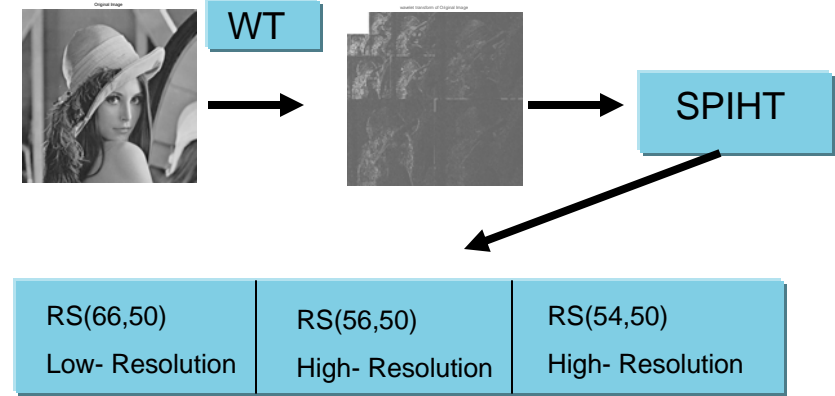 Original Image
WT
wavelet transform of Original Image
SPIHT
RS(66,50)
Low- Resolution
RS(56,50)
High- Resolution
RS(54,50)
High- Resolution